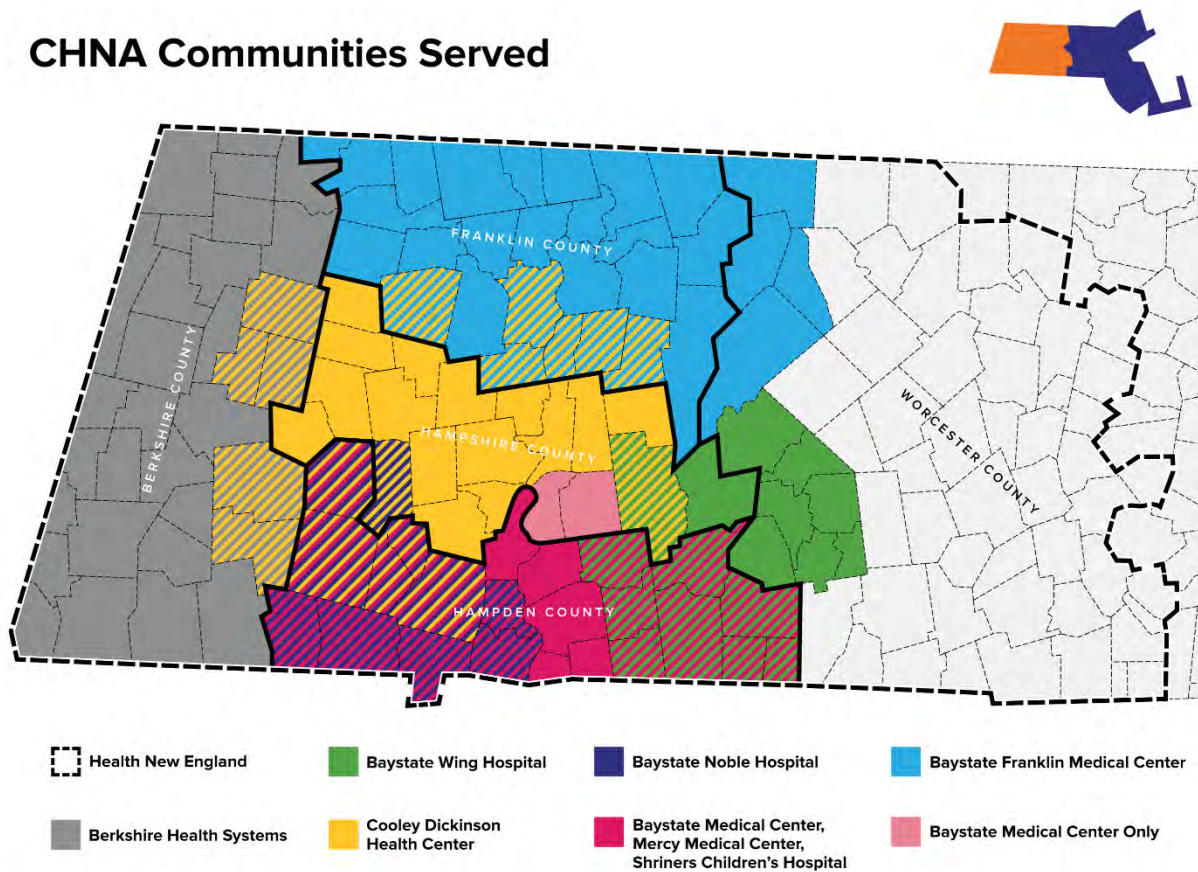 CHNA Communities Served
FRANKLIN COUNTY
BERKSHIRE COUNTY
HAMPSHIRE COUNTY
WORCESTER COUNTY
HAMPDEN COUNTY
Health New England
Baystate Wing Hospital
Baystate Noble Hospital
Baystate Franklin Medical Center
Berkshire Health Systems
Cooley Dickinson
Health Center
Baystate Medical Center,
Mercy Medical Center,
Shriners Children's Hospital
Baystate Medical Center Only